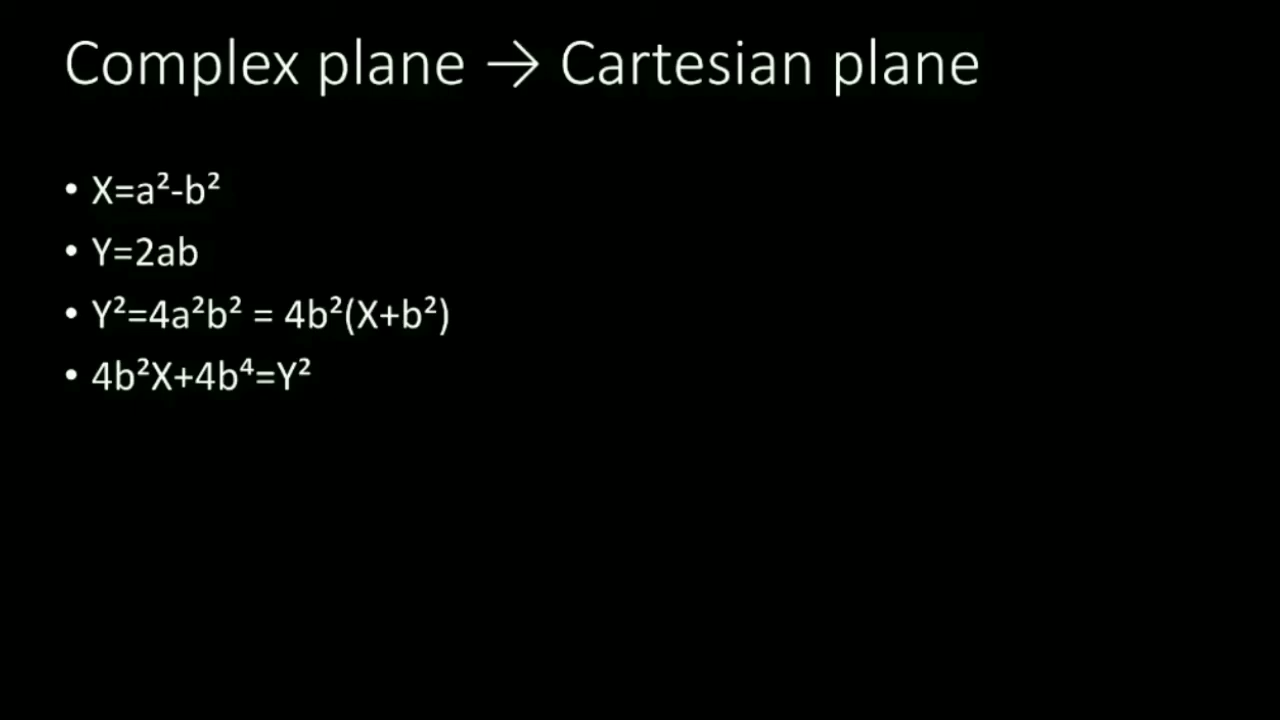 Complex plane → Cartesian plane
• X=a²-b²
• Y=2ab
• Y²=4a²b² = 4b²(X+b²)
• 4b²X+4b⁴=Y²